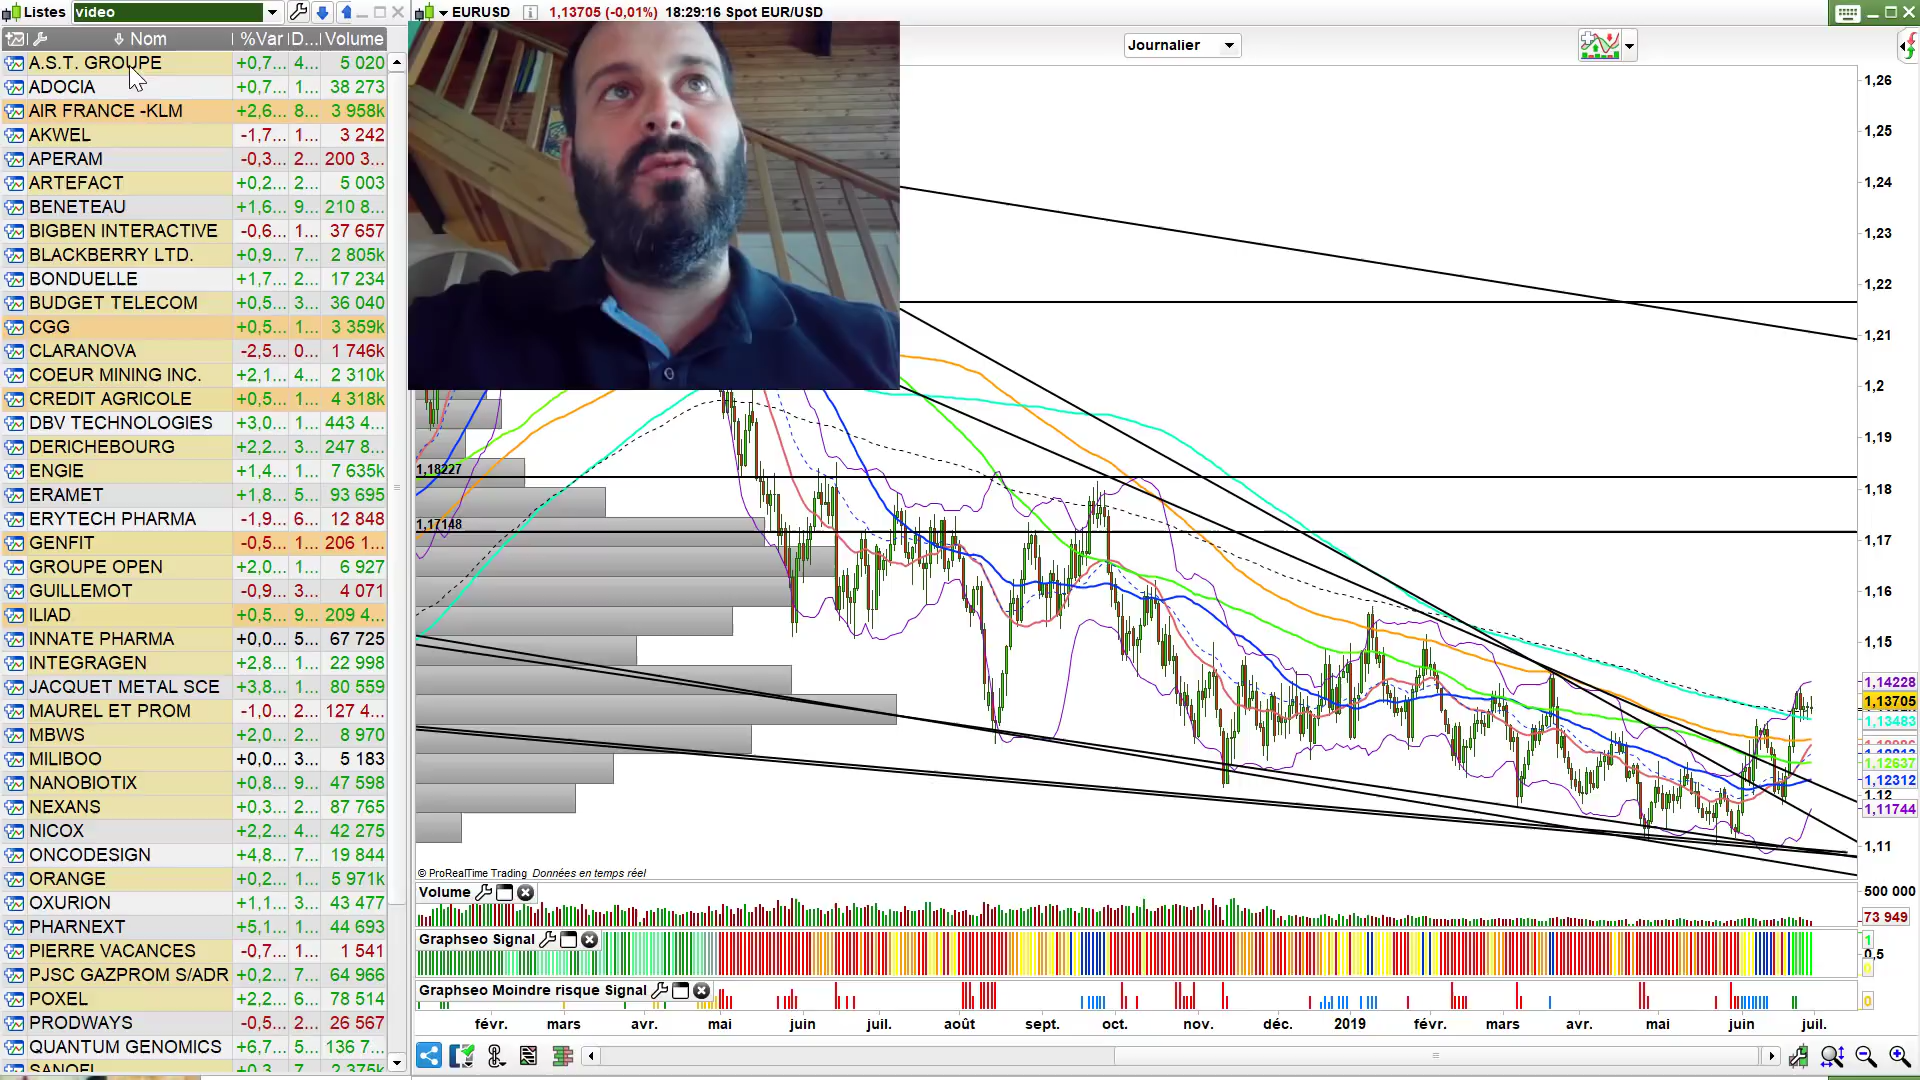 Listes video
EURUSD 1,13705 (-0,01%) 18:29:16 Spot EUR/USD
Nom %Var D... Volume
Journalier
A.S.T. GROUPE +0,7... 4... 5 020
ADOCIA +0,7... 1... 38 273
AIR FRANCE -KLM +2,6... 8... 3 958k
AKWEL -1,7... 1... 3 242
APERAM -0,3... 2... 200 3...
ARTEFACT +0,2... 2... 5 003
BENETEAU +1,6... 9... 210 8...
BIGBEN INTERACTIVE -0,6... 1... 37 657
BLACKBERRY LTD. +0,9... 7... 2 805k
BONDUELLE +1,7... 2... 17 234
BUDGET TELECOM +0,5... 3... 36 040
CGG +0,5... 1... 3 359k
CLARANOVA -2,5... 0... 1 746k
COEUR MINING INC. +2,1... 4... 2 310k
CREDIT AGRICOLE +0,5... 1... 4 318k
DBV TECHNOLOGIES +3,0... 1... 443 4...
DERICHEBOURG +2,2... 3... 247 8...
ENGIE +1,4... 1... 7 635k
ERAMET +1,8... 5... 93 695
ERYTECH PHARMA -1,9... 6... 12 848
GENFIT -0,5... 1... 206 1...
GROUPE OPEN +2,0... 1... 6 927
GUILLEMOT -0,9... 3... 4 071
ILIAD +0,5... 9... 209 4...
INNATE PHARMA +0,0... 5... 67 725
INTEGRAGEN +2,8... 1... 22 998
JACQUET METAL SCE +3,8... 1... 80 559
MAUREL ET PROM -1,0... 2... 127 4...
MBWS +2,0... 2... 8 970
MILIBOO +0,0... 3... 5 183
NANOBIOTIX +0,8... 9... 47 598
NEXANS +0,3... 2... 87 765
NICOX +2,2... 4... 42 275
ONCODESIGN +4,8... 7... 19 844
ORANGE +0,2... 1... 5 971k
OXURION +1,1... 3... 43 477
PHARNEXT +5,1... 1... 44 693
PIERRE VACANCES -0,7... 1... 1 541
PJSC GAZPROM S/ADR +0,2... 7... 64 966
POXEL +2,2... 6... 78 514
PRODWAYS -0,5... 2... 26 567
QUANTUM GENOMICS +6,7... 5... 136 7...
SANOFI +0,3... 7... 2 375k
1,26
1,25
1,24
1,23
1,22
1,21
1,2
1,19
1,18
1,17
1,16
1,15
1,14228
1,13705
1,13483
1,12637
1,12312
1,12
1,11744
1,11
1,18227
1,17148
© ProRealTime Trading Données en temps réel
Volume
500 000
73 949
Graphseo Signal
1
0,5
0
Graphseo Moindre risque Signal
0
févr. mars avr. mai juin juil. août sept. oct. nov. déc. 2019 févr. mars avr. mai juin juil.